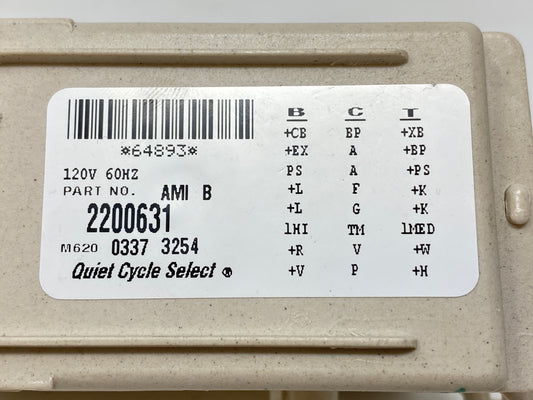 *64893*
120V 60HZ
PART NO. AMI B
2200631
M620 0337 3254
Quiet Cycle Select ®
B C T
+CB BP +XB
+EX A +BP
PS A +PS
+L F +K
+L G +K
1HI TM 1MED
+R V +W
+V P +H